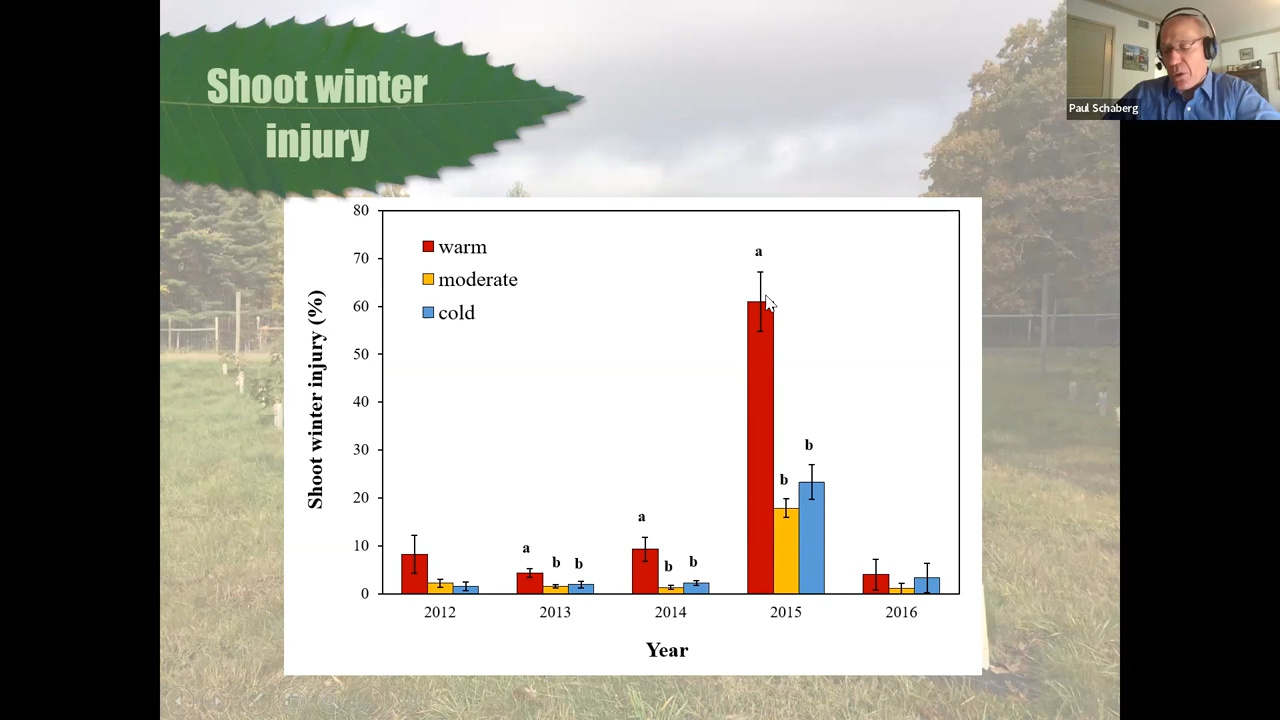 Shoot winter
injury
Paul Schaberg
80
70
60
50
40
30
20
10
0
Shoot winter injury (%)
warm
moderate
cold
a
b
b
a
b
b
a
b
b
2012
2013
2014
2015
2016
Year